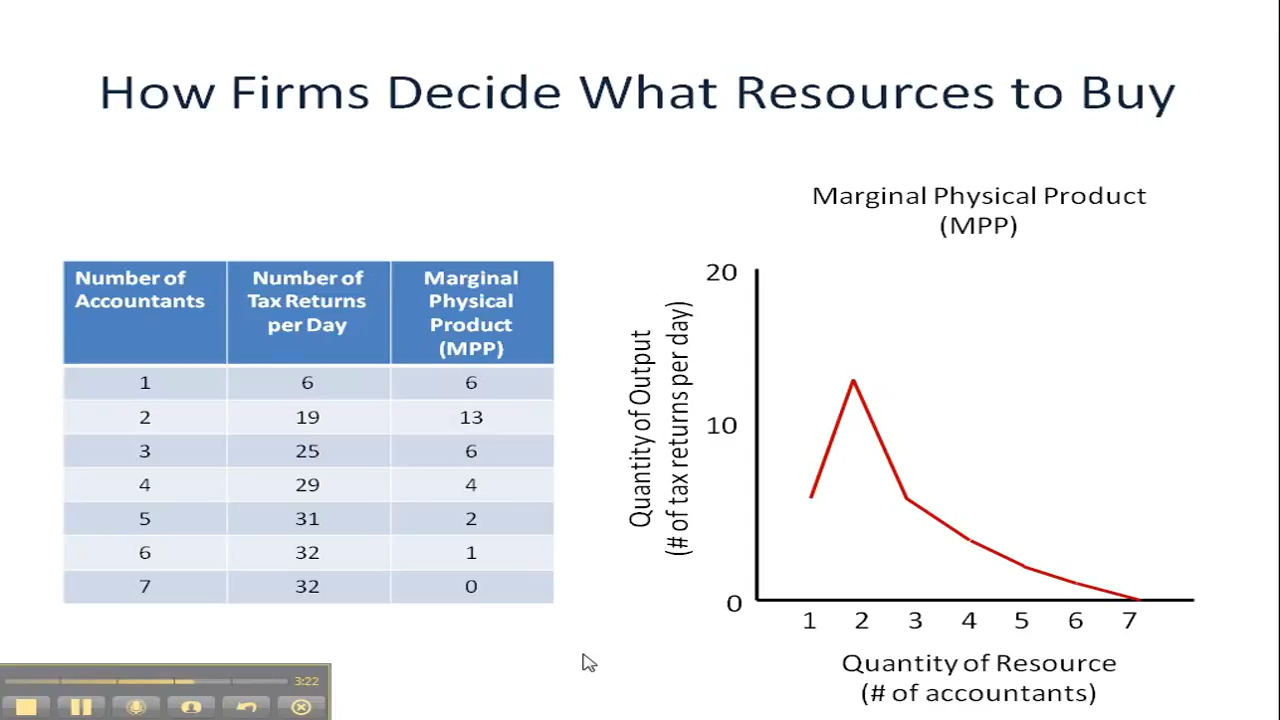 How Firms Decide What Resources to Buy
Number of
Accountants
Number of
Tax Returns
per Day
Marginal
Physical
Product
(MPP)
1 6 6
2 19 13
3 25 6
4 29 4
5 31 2
6 32 1
7 32 0
Marginal Physical Product
(MPP)
Quantity of Output
(# of tax returns per day)
20
10
0
1 2 3 4 5 6 7
Quantity of Resource
(# of accountants)
3:22